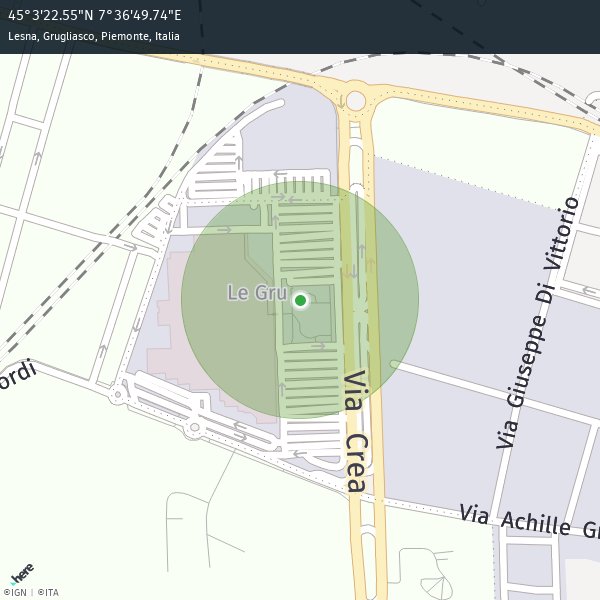 45°3'22.55"N 7°36'49.74"E
Lesna, Grugliasco, Piemonte, Italia
Via Giuseppe Di Vittorio
Le Gru
ordi
Via Crea
Via Achille Gr
here
©IGN | ©ITA